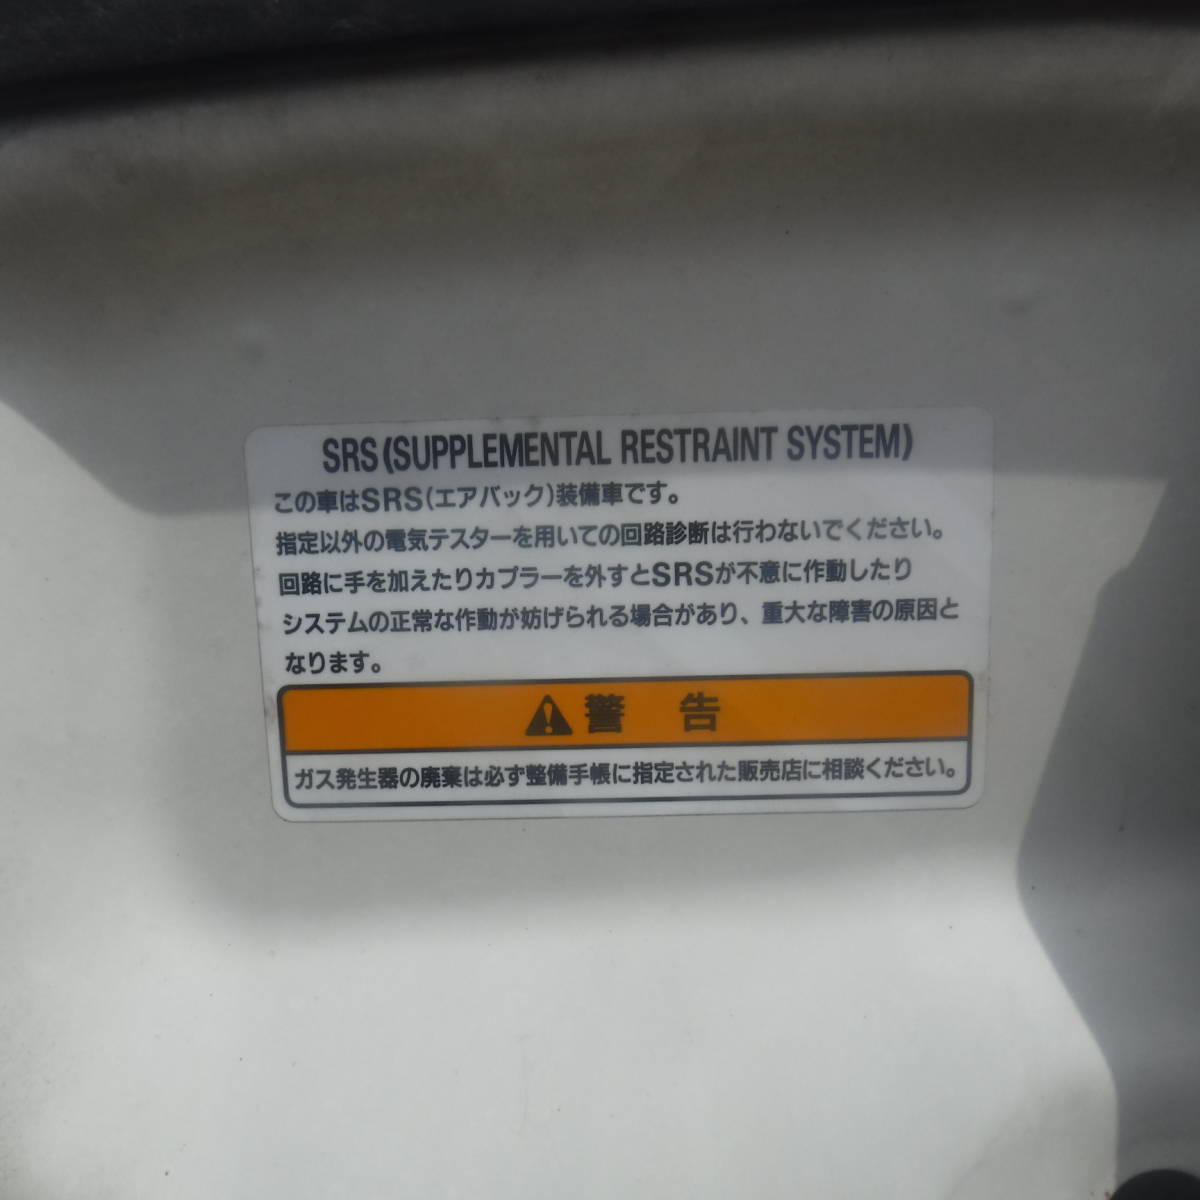 SRS(SUPPLEMENTAL RESTRAINT SYSTEM)
この車はSRS(エアバック)装備車です。
指定以外の電気テスターを用いての回路診断は行わないでください。
回路に手を加えたりカプラーを外すとSRSが不意に作動したり
システムの正常な作動が妨げられる場合があり、重大な障害の原因と
なります。
警 告
ガス発生器の廃棄は必ず整備手帳に指定された販売店に相談ください。